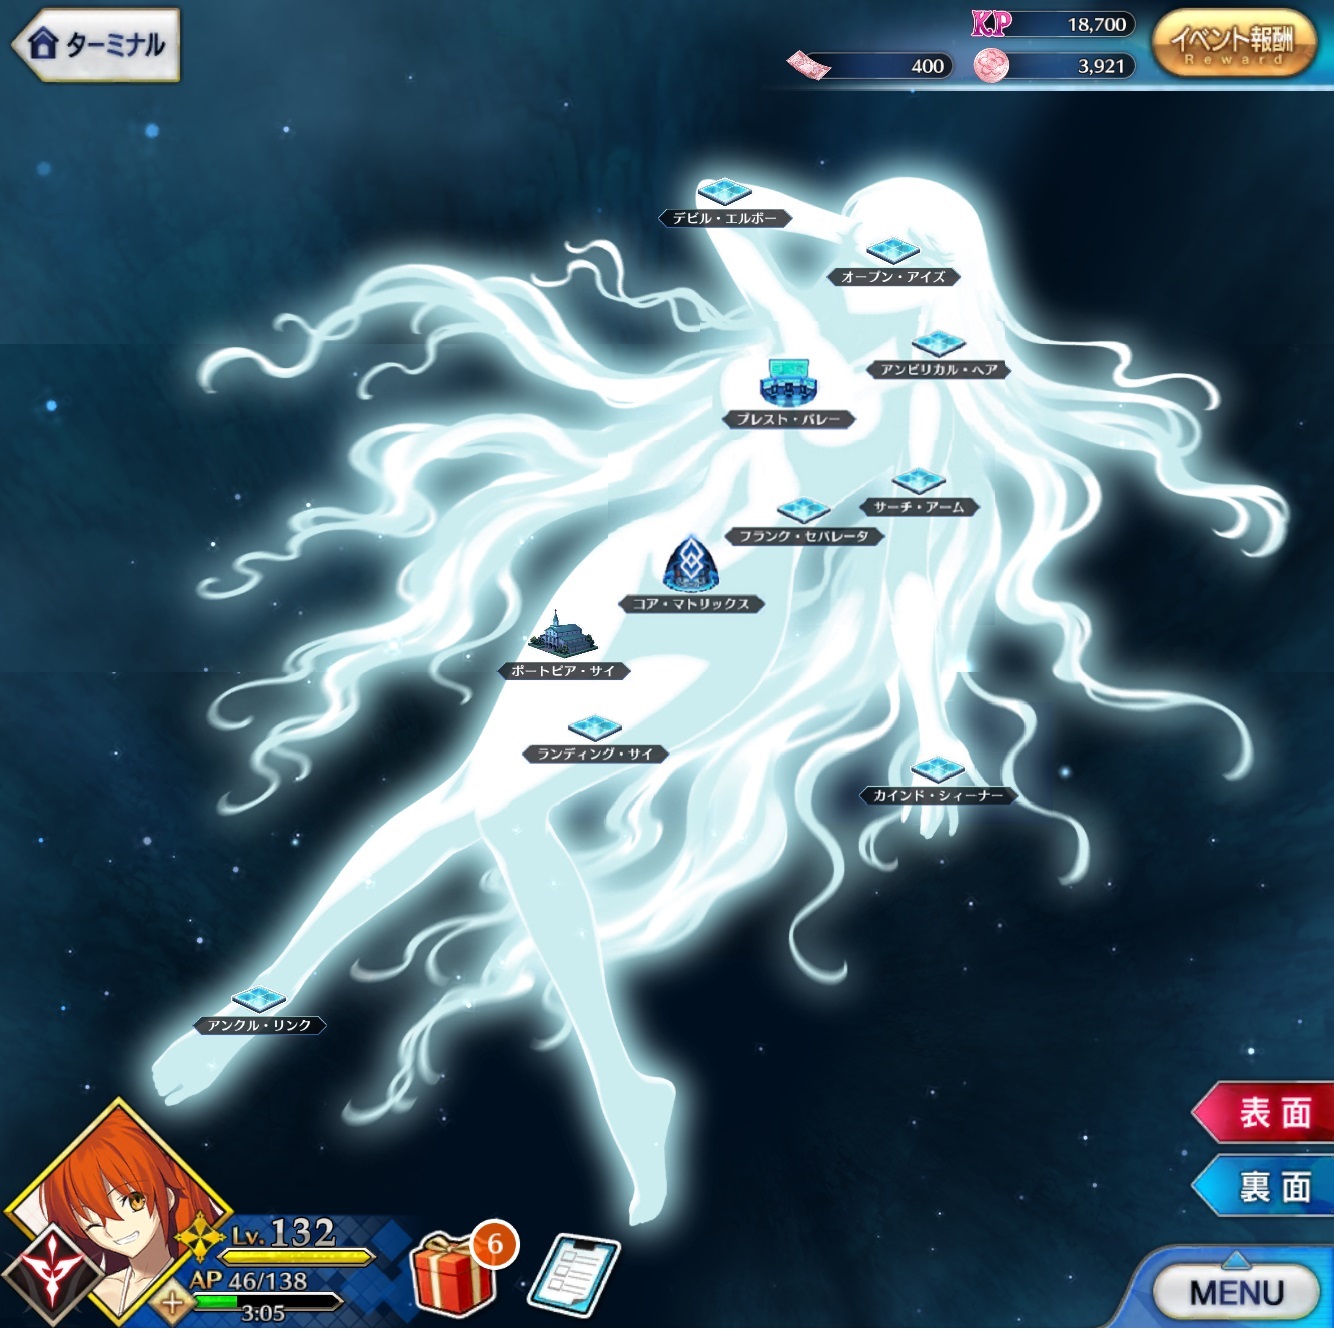 ターミナル
KP 18,700
イベント報酬
Reward
400
3,921
デビル・エルボー
オープン・アイズ
アンビリカル・ヘア
ブレスト・バレー
サーチ・アーム
フランク・セパレータ
コア・マトリックス
ポートピア・サイ
ランディング・サイ
カインド・シィーナー
アンクル・リンク
表面
裏面
Lv.132
AP 46/138
3:05
6
MENU